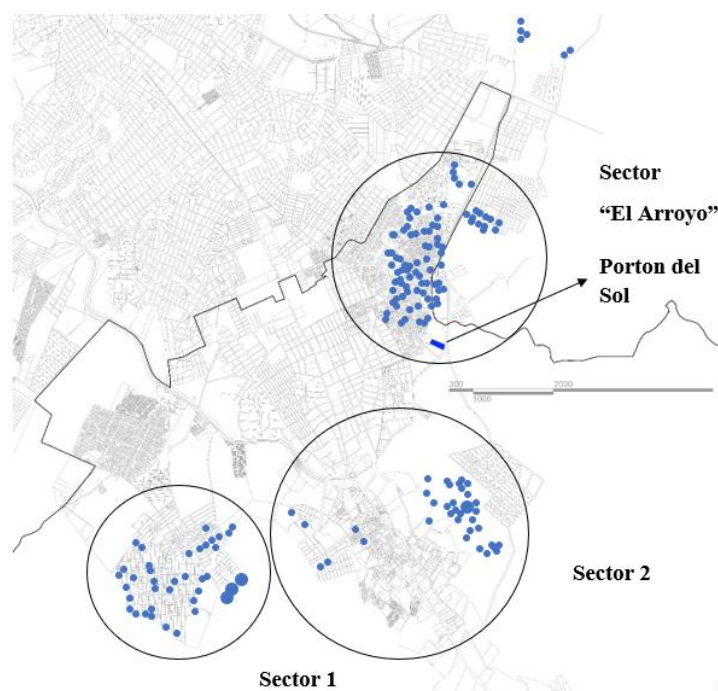 Sector
“El Arroyo”
Porton del
Sol
300 2000
1000
Sector 2
Sector 1